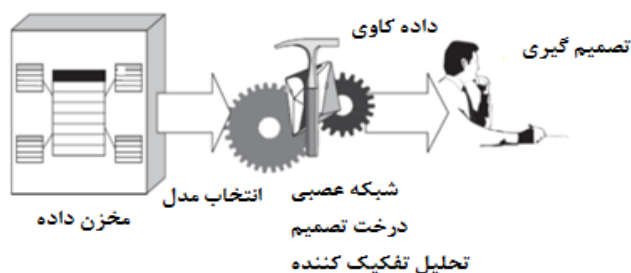 داده کاوی
تصمیم گیری
انتخاب مدل
مخزن داده
شبکه عصبی
درخت تصمیم
تحلیل تفکیک کننده